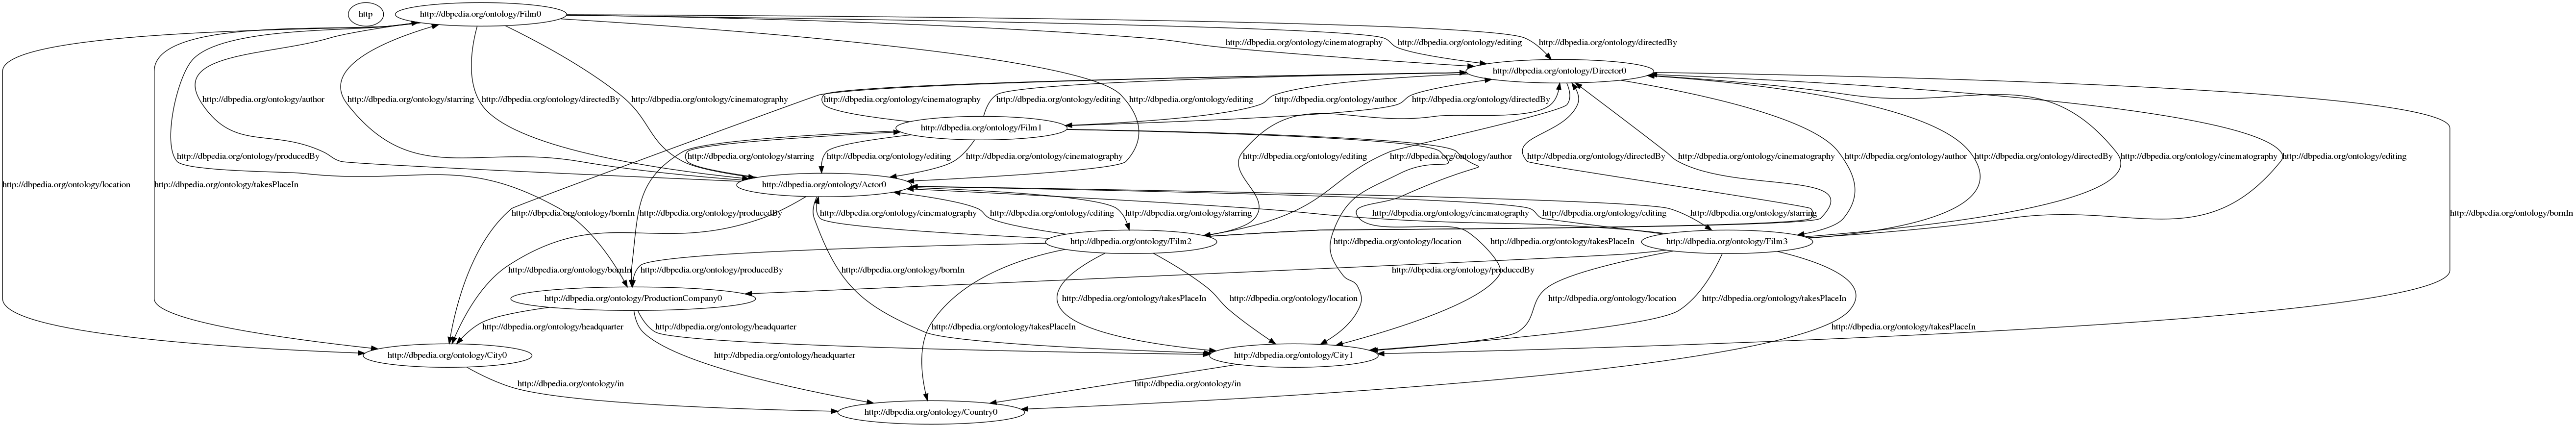 http http://dbpedia.org/ontology/Film0
http://dbpedia.org/ontology/cinematography http://dbpedia.org/ontology/editing http://dbpedia.org/ontology/directedBy
http://dbpedia.org/ontology/Director0
http://dbpedia.org/ontology/author http://dbpedia.org/ontology/starring http://dbpedia.org/ontology/directedBy http://dbpedia.org/ontology/cinematography http://dbpedia.org/ontology/editing http://dbpedia.org/ontology/cinematography http://dbpedia.org/ontology/editing http://dbpedia.org/ontology/author http://dbpedia.org/ontology/directedBy
http://dbpedia.org/ontology/Film1
http://dbpedia.org/ontology/producedBy http://dbpedia.org/ontology/starring http://dbpedia.org/ontology/editing http://dbpedia.org/ontology/cinematography http://dbpedia.org/ontology/editing http://dbpedia.org/ontology/author http://dbpedia.org/ontology/directedBy http://dbpedia.org/ontology/cinematography http://dbpedia.org/ontology/author http://dbpedia.org/ontology/directedBy http://dbpedia.org/ontology/cinematography http://dbpedia.org/ontology/editing
http://dbpedia.org/ontology/location http://dbpedia.org/ontology/takesPlaceIn http://dbpedia.org/ontology/Actor0
http://dbpedia.org/ontology/bornIn http://dbpedia.org/ontology/producedBy http://dbpedia.org/ontology/cinematography http://dbpedia.org/ontology/editing http://dbpedia.org/ontology/starring http://dbpedia.org/ontology/cinematography http://dbpedia.org/ontology/editing http://dbpedia.org/ontology/starring http://dbpedia.org/ontology/bornIn
http://dbpedia.org/ontology/Film2 http://dbpedia.org/ontology/location http://dbpedia.org/ontology/takesPlaceIn http://dbpedia.org/ontology/Film3
http://dbpedia.org/ontology/bornIn http://dbpedia.org/ontology/producedBy http://dbpedia.org/ontology/bornIn http://dbpedia.org/ontology/producedBy
http://dbpedia.org/ontology/ProductionCompany0 http://dbpedia.org/ontology/takesPlaceIn http://dbpedia.org/ontology/location http://dbpedia.org/ontology/location http://dbpedia.org/ontology/takesPlaceIn
http://dbpedia.org/ontology/headquarter http://dbpedia.org/ontology/headquarter http://dbpedia.org/ontology/takesPlaceIn http://dbpedia.org/ontology/takesPlaceIn
http://dbpedia.org/ontology/City0 http://dbpedia.org/ontology/headquarter http://dbpedia.org/ontology/City1
http://dbpedia.org/ontology/in http://dbpedia.org/ontology/in
http://dbpedia.org/ontology/Country0